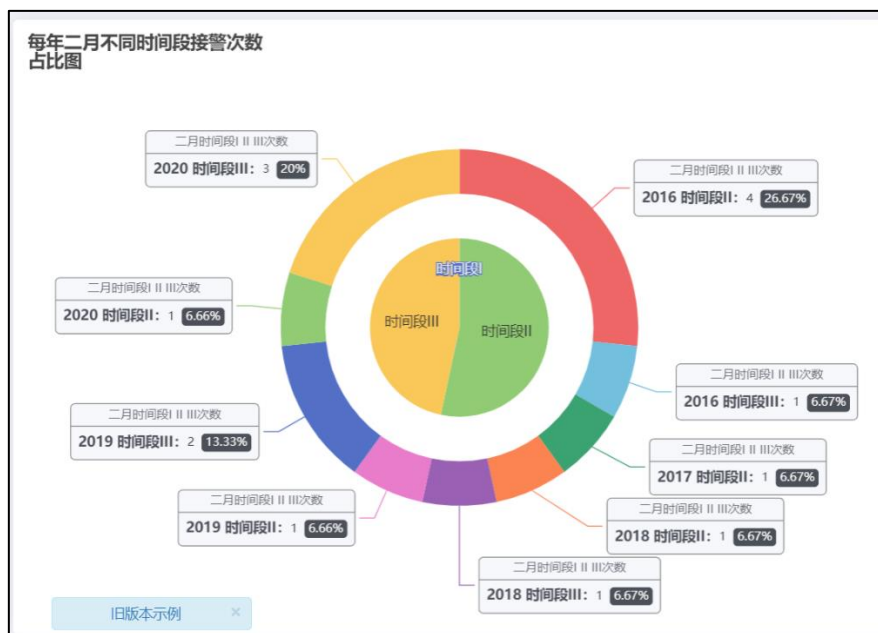 每年二月不同时间段接警次数
占比图
二月时间段I II III次数
2020 时间段III: 3 20%
二月时间段I II III次数
2016 时间段II: 4 26.67%
时间段I
时间段III
时间段II
二月时间段I II III次数
2020 时间段II: 1 6.66%
二月时间段I II III次数
2016 时间段III: 1 6.67%
二月时间段I II III次数
2019 时间段III: 2 13.33%
二月时间段I II III次数
2017 时间段II: 1 6.67%
二月时间段I II III次数
2019 时间段II: 1 6.66%
二月时间段I II III次数
2018 时间段II: 1 6.67%
二月时间段I II III次数
2018 时间段III: 1 6.67%
旧版本示例 ×